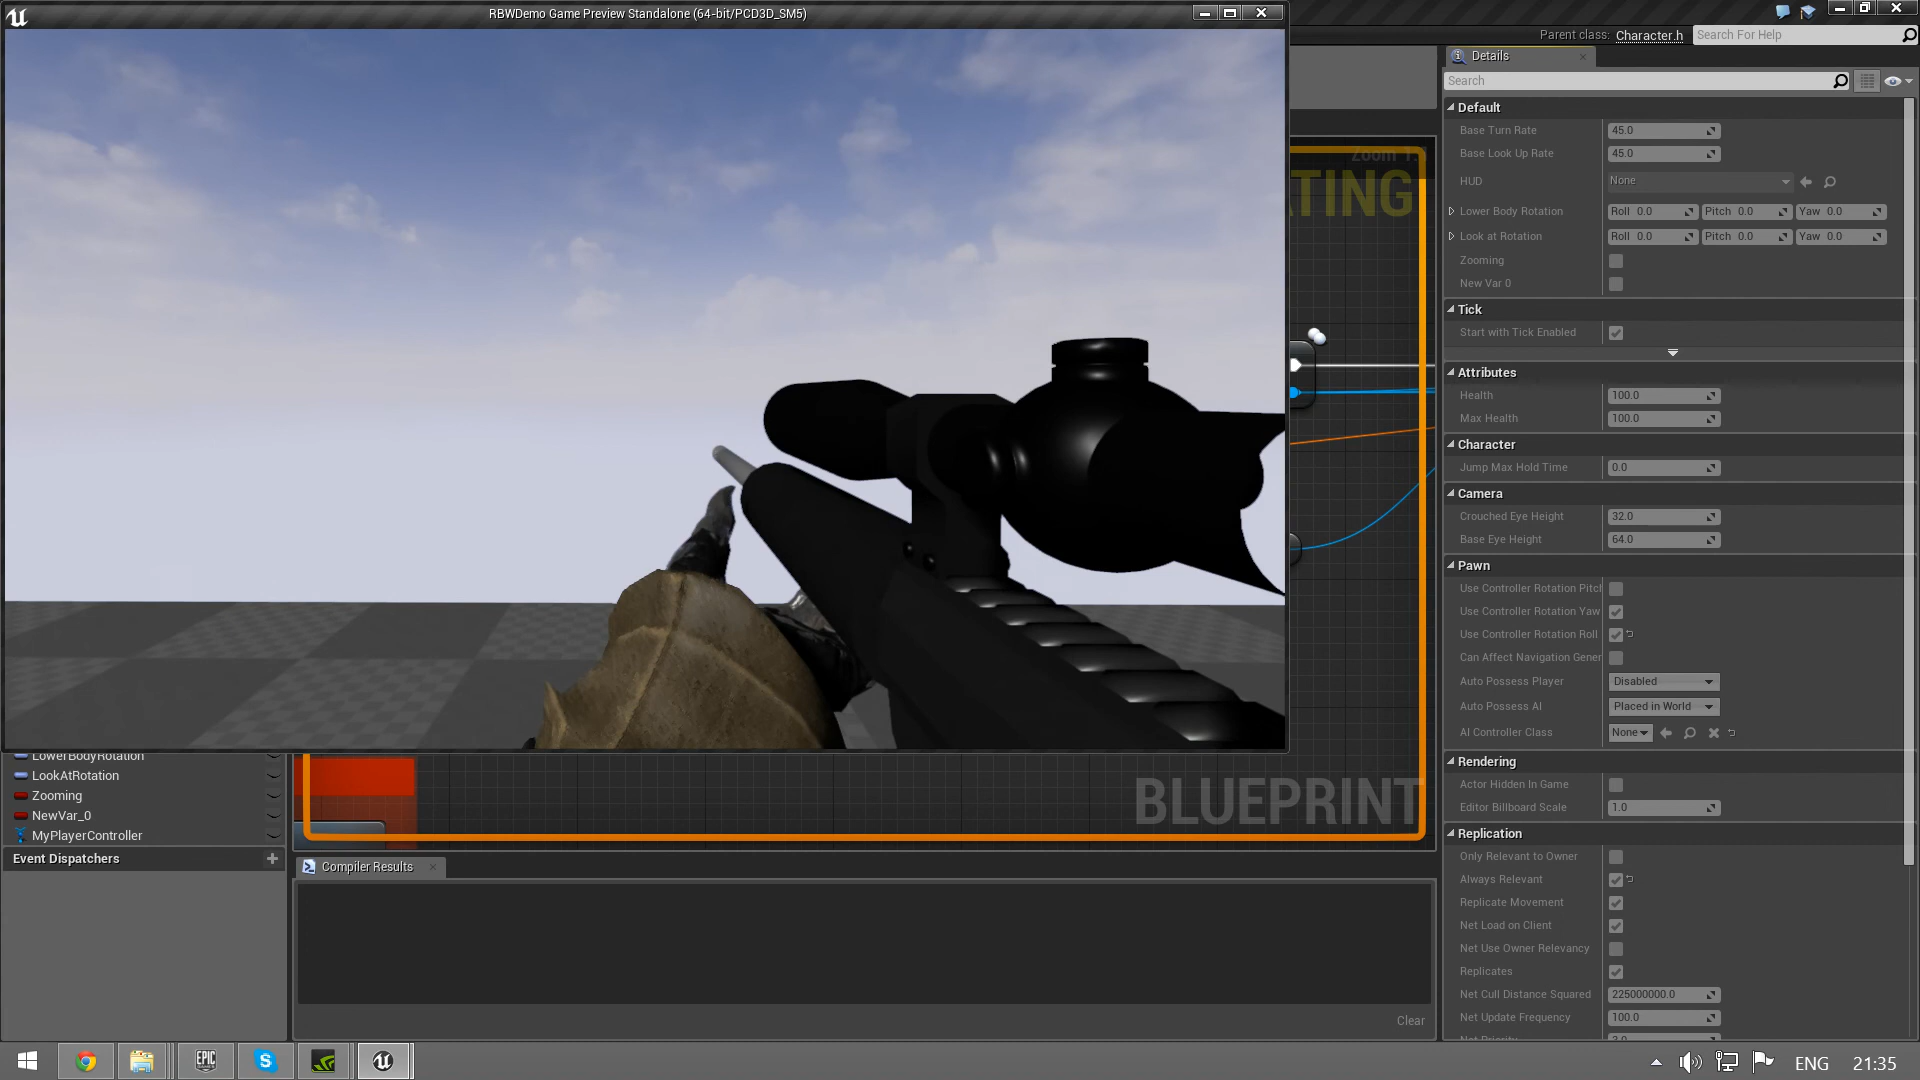 RBWDemo Game Preview Standalone (64-bit/PCD3D_SM5)
Parent class: Character.h
Search For Help
Details
Search
Default
Base Turn Rate 45.0
Base Look Up Rate 45.0
HUD None
Lower Body Rotation Roll 0.0 Pitch 0.0 Yaw 0.0
Look at Rotation Roll 0.0 Pitch 0.0 Yaw 0.0
Zooming
New Var 0
Tick
Start with Tick Enabled
Attributes
Health 100.0
Max Health 100.0
Character
Jump Max Hold Time 0.0
Camera
Crouched Eye Height 32.0
Base Eye Height 64.0
Pawn
Use Controller Rotation Pitcl
Use Controller Rotation Yaw
Use Controller Rotation Roll
Can Affect Navigation Gener
Auto Possess Player Disabled
Auto Possess AI Placed in World
AI Controller Class None
Rendering
Actor Hidden In Game
Editor Billboard Scale 1.0
Replication
Only Relevant to Owner
Always Relevant
Replicate Movement
Net Load on Client
Net Use Owner Relevancy
Replicates
Net Cull Distance Squared 225000000.0
Net Update Frequency 100.0
Zoom 1:1
TING
BLUEPRINT
LowerBodyRotation
LookAtRotation
Zooming
NewVar_0
MyPlayerController
Event Dispatchers
Compiler Results
Clear
EPIC
GAMES
ENG 21:35